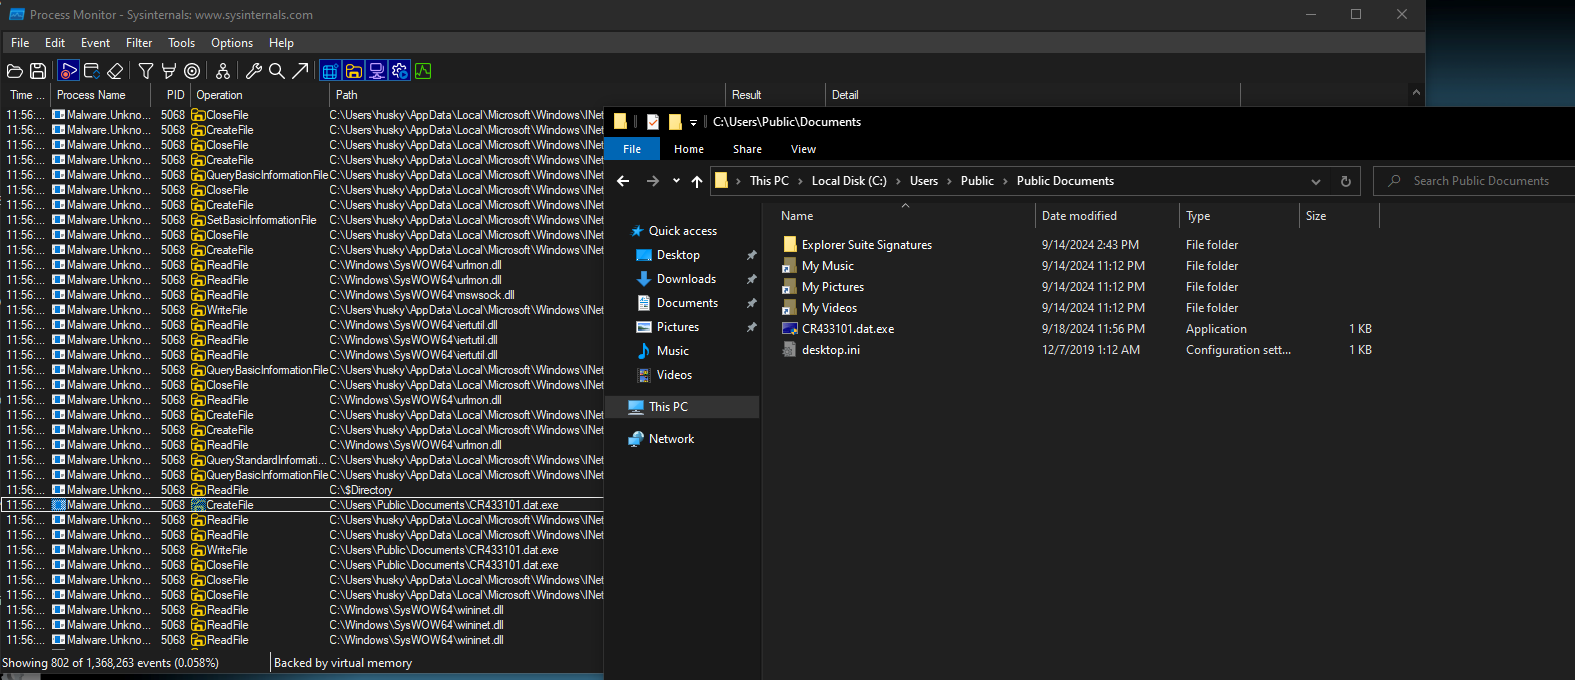 Process Monitor - Sysinternals: www.sysinternals.com
File Edit Event Filter Tools Options Help
Time ... Process Name PID Operation Path Result Detail
11:56:... Malware.Unkno... 5068 CloseFile C:\Users\husky\AppData\Local\Microsoft\Windows\INet
11:56:... Malware.Unkno... 5068 CreateFile C:\Users\husky\AppData\Local\Microsoft\Windows\INet
11:56:... Malware.Unkno... 5068 CloseFile C:\Users\husky\AppData\Local\Microsoft\Windows\INet
11:56:... Malware.Unkno... 5068 CreateFile C:\Users\husky\AppData\Local\Microsoft\Windows\INet
11:56:... Malware.Unkno... 5068 QueryBasicInformationFile C:\Users\husky\AppData\Local\Microsoft\Windows\INet
11:56:... Malware.Unkno... 5068 CloseFile C:\Users\husky\AppData\Local\Microsoft\Windows\INet
11:56:... Malware.Unkno... 5068 CreateFile C:\Users\husky\AppData\Local\Microsoft\Windows\INet
11:56:... Malware.Unkno... 5068 SetBasicInformationFile C:\Users\husky\AppData\Local\Microsoft\Windows\INet
11:56:... Malware.Unkno... 5068 CloseFile C:\Users\husky\AppData\Local\Microsoft\Windows\INet
11:56:... Malware.Unkno... 5068 CreateFile C:\Users\husky\AppData\Local\Microsoft\Windows\INet
11:56:... Malware.Unkno... 5068 ReadFile C:\Windows\SysWOW64\urlmon.dll
11:56:... Malware.Unkno... 5068 ReadFile C:\Windows\SysWOW64\urlmon.dll
11:56:... Malware.Unkno... 5068 ReadFile C:\Windows\SysWOW64\mswsock.dll
11:56:... Malware.Unkno... 5068 WriteFile C:\Users\husky\AppData\Local\Microsoft\Windows\INet
11:56:... Malware.Unkno... 5068 ReadFile C:\Windows\SysWOW64\iertutil.dll
11:56:... Malware.Unkno... 5068 ReadFile C:\Windows\SysWOW64\iertutil.dll
11:56:... Malware.Unkno... 5068 ReadFile C:\Windows\SysWOW64\iertutil.dll
11:56:... Malware.Unkno... 5068 QueryBasicInformationFile C:\Users\husky\AppData\Local\Microsoft\Windows\INet
11:56:... Malware.Unkno... 5068 CloseFile C:\Users\husky\AppData\Local\Microsoft\Windows\INet
11:56:... Malware.Unkno... 5068 ReadFile C:\Windows\SysWOW64\urlmon.dll
11:56:... Malware.Unkno... 5068 CreateFile C:\Users\husky\AppData\Local\Microsoft\Windows\INet
11:56:... Malware.Unkno... 5068 CreateFile C:\Users\husky\AppData\Local\Microsoft\Windows\INet
11:56:... Malware.Unkno... 5068 ReadFile C:\Windows\SysWOW64\urlmon.dll
11:56:... Malware.Unkno... 5068 QueryStandardInformati... C:\Users\husky\AppData\Local\Microsoft\Windows\INet
11:56:... Malware.Unkno... 5068 QueryBasicInformationFile C:\Users\husky\AppData\Local\Microsoft\Windows\INet
11:56:... Malware.Unkno... 5068 ReadFile C:\$Directory
11:56:... Malware.Unkno... 5068 CreateFile C:\Users\Public\Documents\CR433101.dat.exe
11:56:... Malware.Unkno... 5068 ReadFile C:\Users\husky\AppData\Local\Microsoft\Windows\INet
11:56:... Malware.Unkno... 5068 ReadFile C:\Users\husky\AppData\Local\Microsoft\Windows\INet
11:56:... Malware.Unkno... 5068 WriteFile C:\Users\Public\Documents\CR433101.dat.exe
11:56:... Malware.Unkno... 5068 CloseFile C:\Users\Public\Documents\CR433101.dat.exe
11:56:... Malware.Unkno... 5068 CloseFile C:\Users\husky\AppData\Local\Microsoft\Windows\INet
11:56:... Malware.Unkno... 5068 CloseFile C:\Users\husky\AppData\Local\Microsoft\Windows\INet
11:56:... Malware.Unkno... 5068 ReadFile C:\Windows\SysWOW64\wininet.dll
11:56:... Malware.Unkno... 5068 ReadFile C:\Windows\SysWOW64\wininet.dll
11:56:... Malware.Unkno... 5068 ReadFile C:\Windows\SysWOW64\wininet.dll
Showing 802 of 1,368,263 events (0.058%) Backed by virtual memory
C:\Users\Public\Documents
File Home Share View
This PC > Local Disk (C:) > Users > Public > Public Documents
Search Public Documents
Quick access
Desktop
Downloads
Documents
Pictures
Music
Videos
This PC
Network
Name Date modified Type Size
Explorer Suite Signatures 9/14/2024 2:43 PM File folder
My Music 9/14/2024 11:12 PM File folder
My Pictures 9/14/2024 11:12 PM File folder
My Videos 9/14/2024 11:12 PM File folder
CR433101.dat.exe 9/18/2024 11:56 PM Application 1 KB
desktop.ini 12/7/2019 1:12 AM Configuration sett... 1 KB